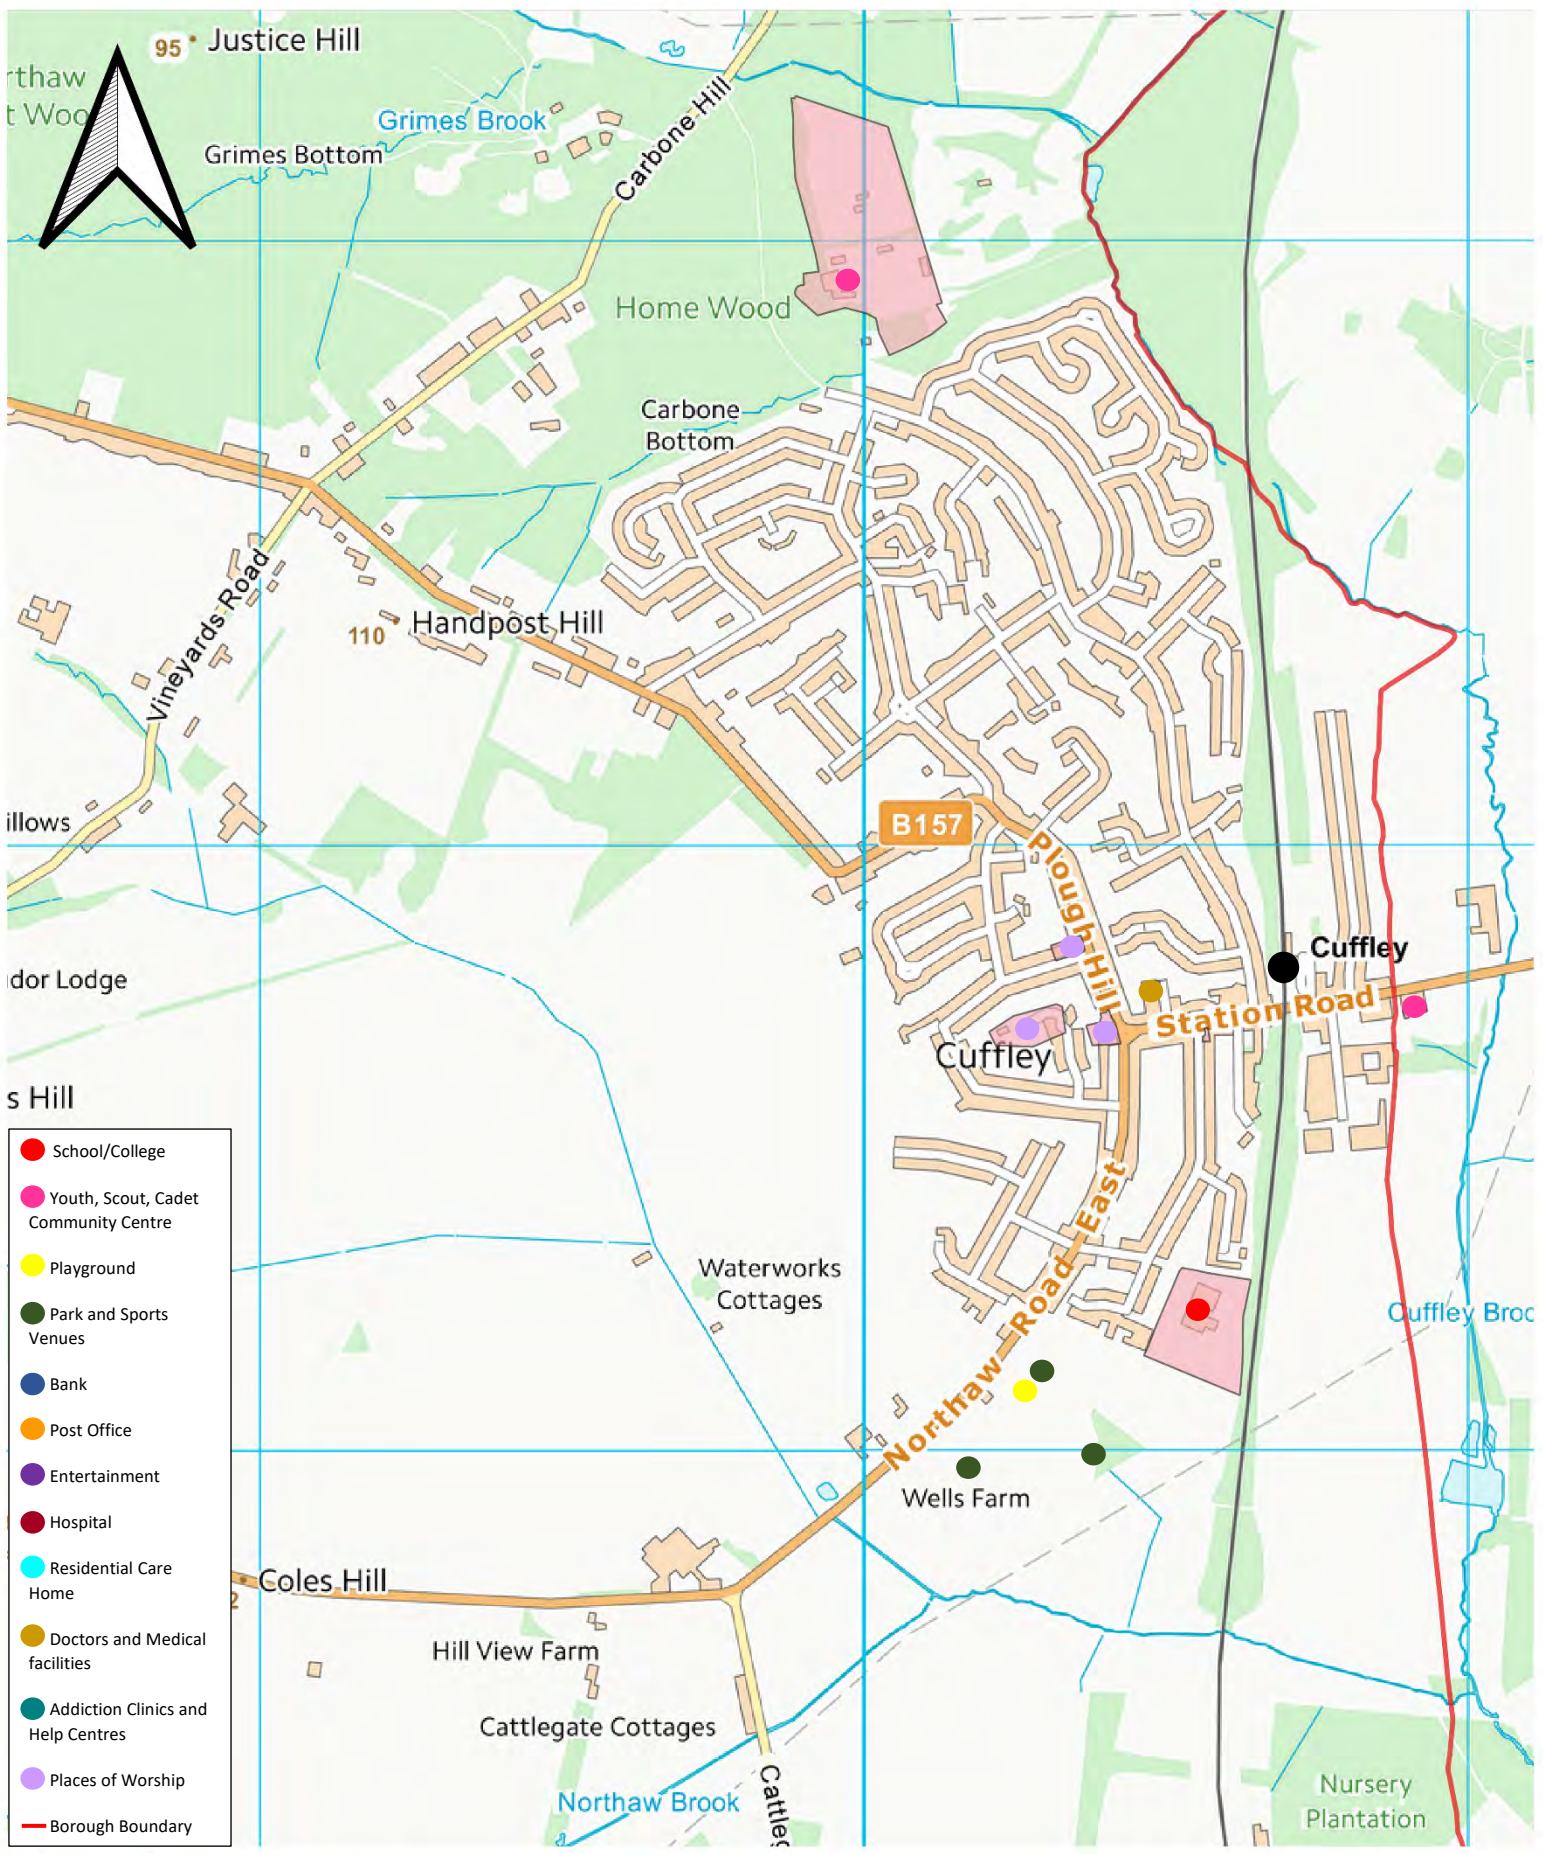 95
Justice Hill
rthaw
t Woo
Grimes Brook
Grimes Bottom
Carbone Hill
Home Wood
Carbone
Bottom
Vineyards Road
110
Handpost Hill
illows
B157
Plough Hill
dor Lodge
Cuffley
Station Road
Cuffley
s Hill
Northaw Road East
Waterworks
Cottages
Cuffley Broo
Wells Farm
2
Coles Hill
Hill View Farm
Cattlegate Cottages
Northaw Brook
Cattleg
Nursery
Plantation
School/College
Youth, Scout, Cadet
Community Centre
Playground
Park and Sports
Venues
Bank
Post Office
Entertainment
Hospital
Residential Care
Home
Doctors and Medical
facilities
Addiction Clinics and
Help Centres
Places of Worship
Borough Boundary